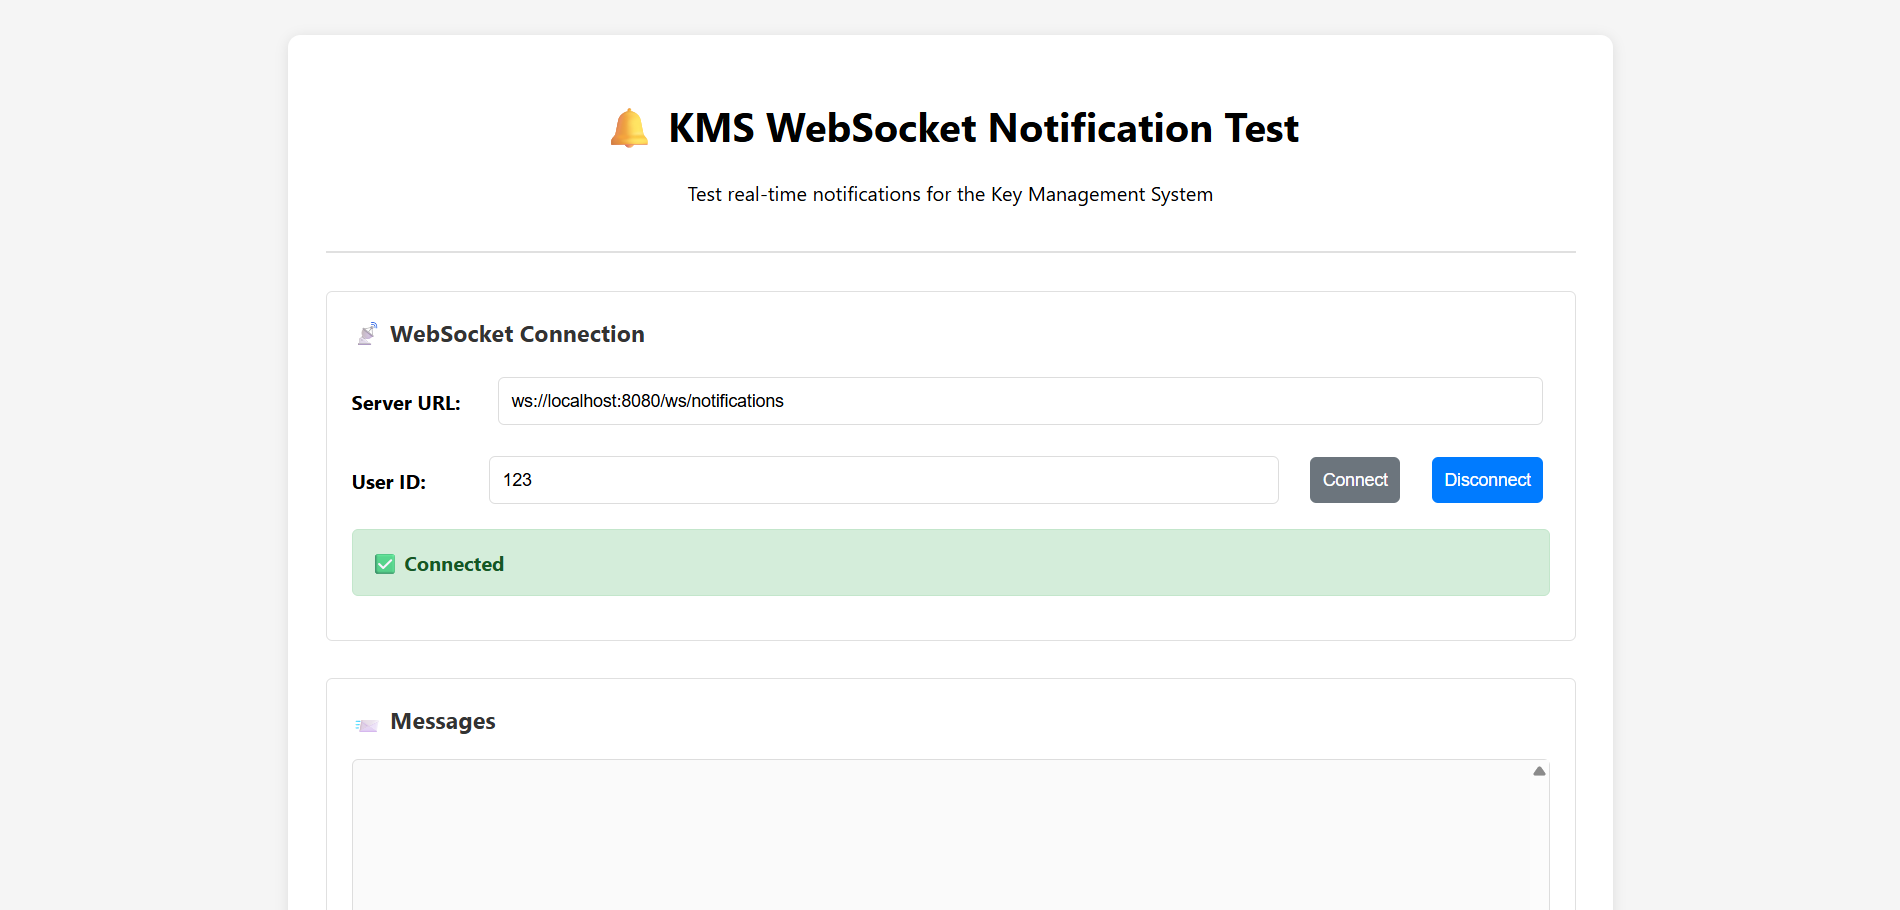 🔔 KMS WebSocket Notification Test
Test real-time notifications for the Key Management System
📡 WebSocket Connection
Server URL: ws://localhost:8080/ws/notifications
User ID: 123 Connect Disconnect
✅ Connected
📨 Messages